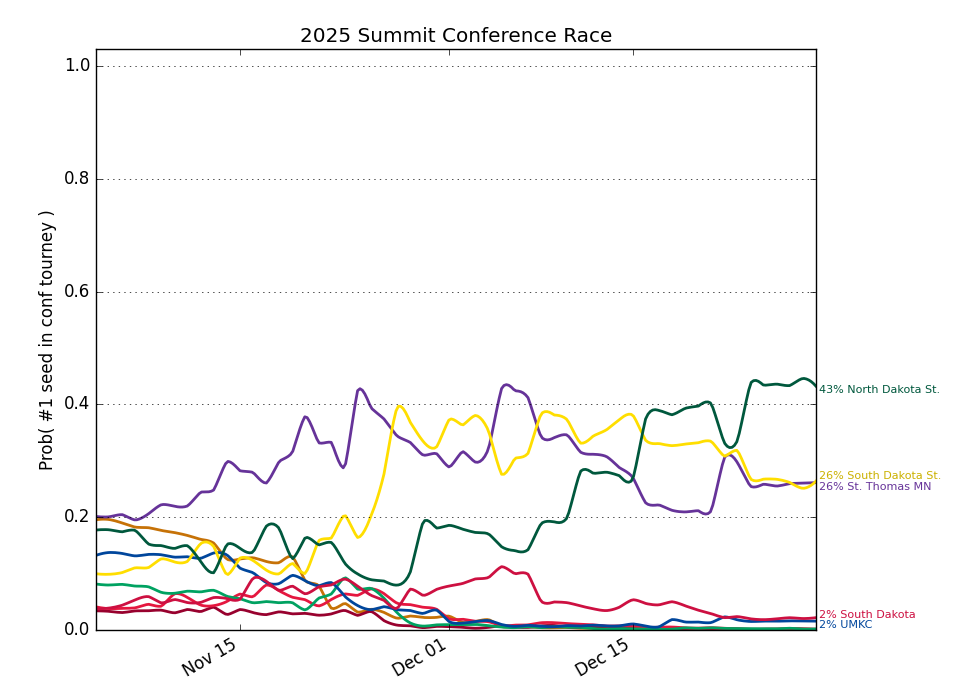 2025 Summit Conference Race
Prob( #1 seed in conf tourney )
1.0
0.8
0.6
0.4
0.2
0.0
Nov 15
Dec 01
Dec 15
43% North Dakota St.
26% South Dakota St.
26% St. Thomas MN
2% South Dakota
2% UMKC